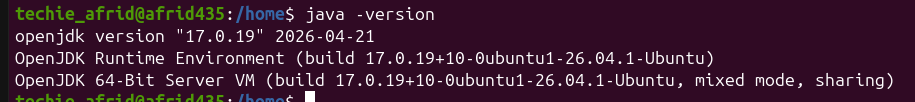 techie_afrid@afrid435:/home$ java -version
openjdk version "17.0.19" 2026-04-21
OpenJDK Runtime Environment (build 17.0.19+10-0ubuntu1-26.04.1-Ubuntu)
OpenJDK 64-Bit Server VM (build 17.0.19+10-0ubuntu1-26.04.1-Ubuntu, mixed mode, sharing)
techie_afrid@afrid435:/home$